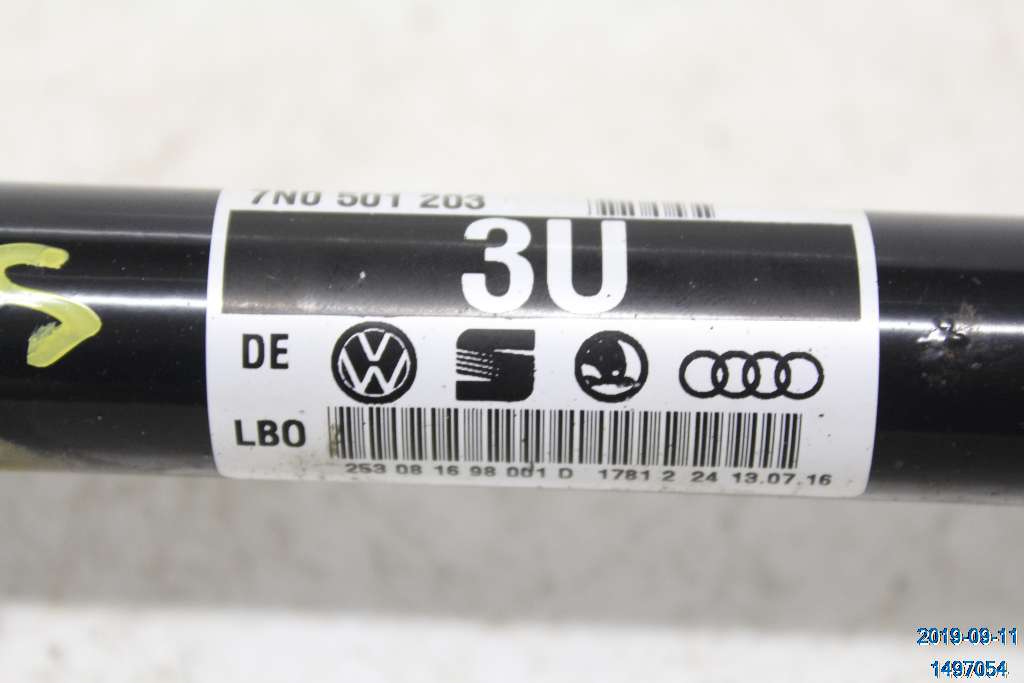 7N0 501 203
3U
DE
LBO
253 08 16 98 001 D 1781 2 24 13.07.16
2019-09-11
1497054